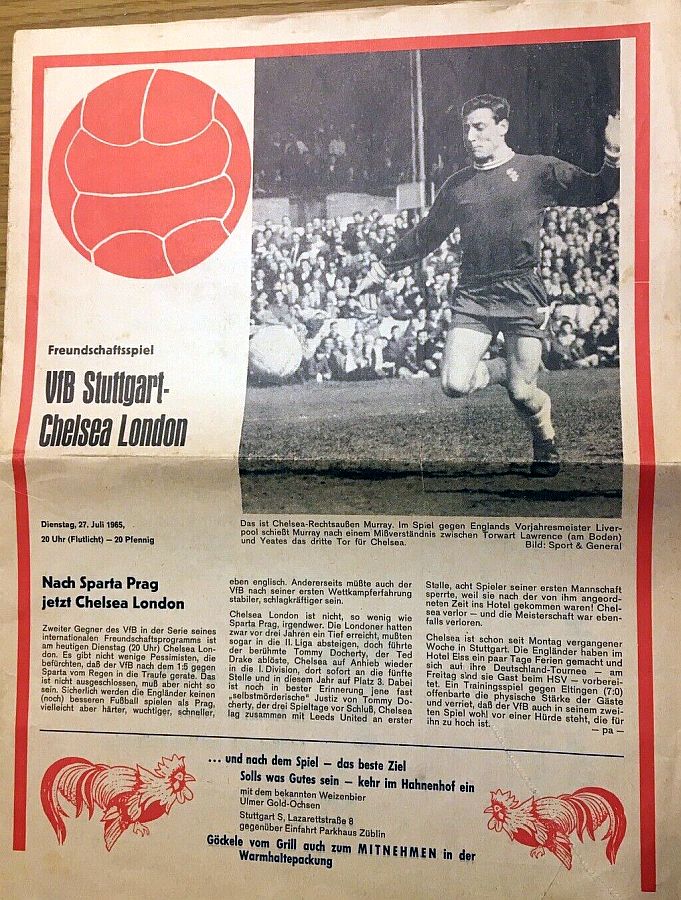 Freundschaftsspiel
VfB Stuttgart-
Chelsea London
Dienstag, 27. Juli 1965,
20 Uhr (Flutlicht) — 20 Pfennig
Das ist Chelsea-Rechtsaußen Murray. Im Spiel gegen Englands Vorjahresmeister Liver-
pool schießt Murray nach einem Mißverständnis zwischen Torwart Lawrence (am Boden)
und Yeates das dritte Tor für Chelsea. Bild: Sport & General
Nach Sparta Prag
jetzt Chelsea London
Zweiter Gegner des VfB in der Serie seines
internationalen Freundschaftsprogramms ist
am heutigen Dienstag (20 Uhr) Chelsea Lon-
don. Es gibt nicht wenige Pessimisten, die
befürchten, daß der VfB nach dem 1:5 gegen
Sparta vom Regen in die Traufe gerate. Das
ist nicht ausgeschlossen, muß aber nicht so
sein. Sicherlich werden die Engländer keinen
(noch) besseren Fußball spielen als Prag,
vielleicht aber härter, wuchtiger, schneller,
eben englisch. Andererseits müßte auch der
VfB nach seiner ersten Wettkampferfahrung
stabiler, schlagkräftiger sein.
Chelsea London ist nicht, so wenig wie
Sparta Prag, irgendwer. Die Londoner hatten
zwar vor drei Jahren ein Tief erreicht, mußten
sogar in die II. Liga absteigen, doch führte
der berühmte Tommy Docherty, der Ted
Drake ablöste, Chelsea auf Anhieb wieder
in die I. Division, dort sofort an die fünfte
Stelle und in diesem Jahr auf Platz 3. Dabei
ist noch in bester Erinnerung jene fast
„selbstmörderische“ Justiz von Tommy Do-
cherty, der drei Spieltage vor Schluß, Chelsea
lag zusammen mit Leeds United an erster
Stelle, acht Spieler seiner ersten Mannschaft
sperrte, weil sie nach der von ihm angeord-
neten Zeit ins Hotel gekommen waren! Chel-
sea verlor — und die Meisterschaft war eben-
falls verloren.
Chelsea ist schon seit Montag vergangener
Woche in Stuttgart. Die Engländer haben im
Hotel Eiss ein paar Tage Ferien gemacht und
sich auf ihre Deutschland-Tournee — am
Freitag sind sie Gast beim HSV — vorberei-
tet. Ein Trainingsspiel gegen Eltingen (7:0)
offenbarte die physische Stärke der Gäste
und verriet, daß der VfB auch in seinem zwei-
ten Spiel wohl vor einer Hürde steht, die für
ihn zu hoch ist. — pa —
... und nach dem Spiel — das beste Ziel
Solls was Gutes sein — kehr im Hahnenhof ein
mit dem bekannten Weizenbier
Ulmer Gold-Ochsen
Stuttgart S, Lazarettstraße 8
gegenüber Einfahrt Parkhaus Züblin
Göckele vom Grill auch zum MITNEHMEN in der
Warmhaltepackung